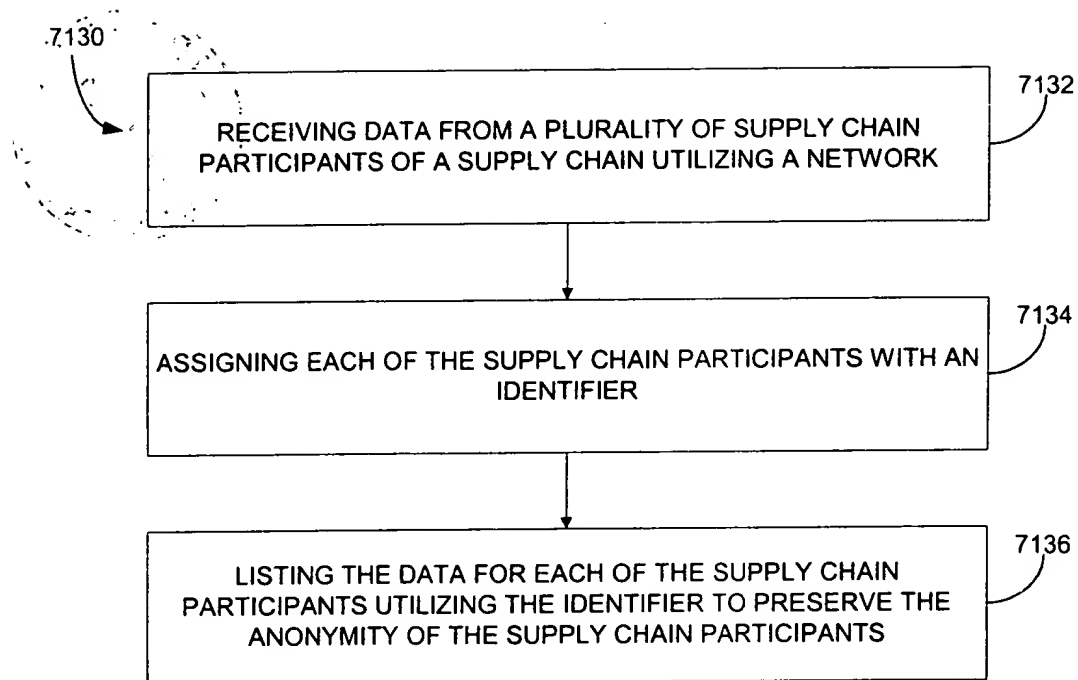 7130
7132
RECEIVING DATA FROM A PLURALITY OF SUPPLY CHAIN
PARTICIPANTS OF A SUPPLY CHAIN UTILIZING A NETWORK
7134
ASSIGNING EACH OF THE SUPPLY CHAIN PARTICIPANTS WITH AN
IDENTIFIER
7136
LISTING THE DATA FOR EACH OF THE SUPPLY CHAIN
PARTICIPANTS UTILIZING THE IDENTIFIER TO PRESERVE THE
ANONYMITY OF THE SUPPLY CHAIN PARTICIPANTS